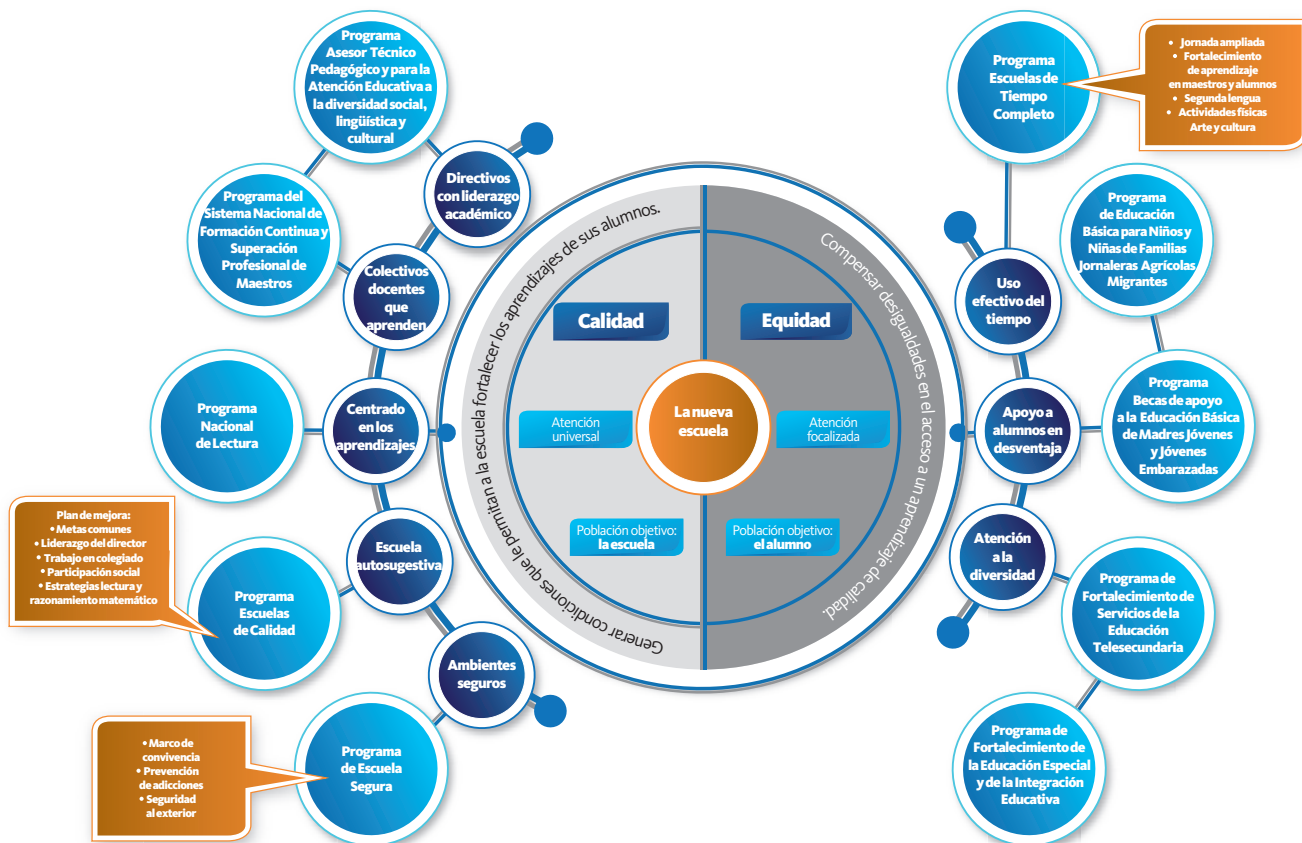 Programa
Asesor Técnico
Pedagógico y para la
Atención Educativa a
la diversidad social,
lingüística y
cultural
Directivos
con liderazgo
académico
Programa del
Sistema Nacional de
Formación Continua y
Superación
Profesional de
Maestros
Colectivos
docentes
que
aprenden
Programa
Nacional
de Lectura
Centrado
en los
aprendizajes
Plan de mejora:
• Metas comunes
• Liderazgo del director
• Trabajo en colegiado
• Participación social
• Estrategias lectura y
razonamiento matemático
Programa
Escuelas
de Calidad
Escuela
autosugestiva
Ambientes
seguros
• Marco de
convivencia
• Prevención
de adicciones
• Seguridad
al exterior
Programa
de Escuela
Segura
Generar condiciones que le permitan a la escuela fortalecer los aprendizajes de sus alumnos.
Calidad
Atención
universal
Población objetivo:
la escuela
La nueva
escuela
Equidad
Atención
focalizada
Población objetivo:
el alumno
Compensar desigualdades en el acceso a un aprendizaje de calidad.
Programa
Escuelas de
Tiempo
Completo
• Jornada ampliada
• Fortalecimiento
de aprendizaje
en maestros y alumnos
• Segunda lengua
• Actividades físicas
Arte y cultura
Uso
efectivo del
tiempo
Programa
de Educación
Básica para Niños y
Niñas de Familias
Jornaleras Agrícolas
Migrantes
Apoyo a
alumnos en
desventaja
Programa
Becas de apoyo
a la Educación Básica
de Madres Jóvenes
y Jóvenes
Embarazadas
Atención
a la
diversidad
Programa de
Fortalecimiento de
Servicios de la
Educación
Telesecundaria
Programa de
Fortalecimiento de
la Educación Especial
y de la Integración
Educativa